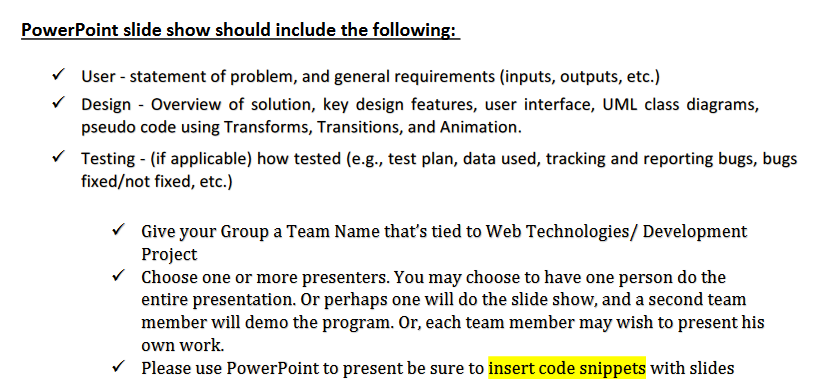 PowerPoint slide show should include the following:
✓ User - statement of problem, and general requirements (inputs, outputs, etc.)
✓ Design - Overview of solution, key design features, user interface, UML class diagrams,
pseudo code using Transforms, Transitions, and Animation.
✓ Testing - (if applicable) how tested (e.g., test plan, data used, tracking and reporting bugs, bugs
fixed/not fixed, etc.)
✓ Give your Group a Team Name that's tied to Web Technologies/ Development
Project
✓ Choose one or more presenters. You may choose to have one person do the
entire presentation. Or perhaps one will do the slide show, and a second team
member will demo the program. Or, each team member may wish to present his
own work.
✓ Please use PowerPoint to present be sure to insert code snippets with slides